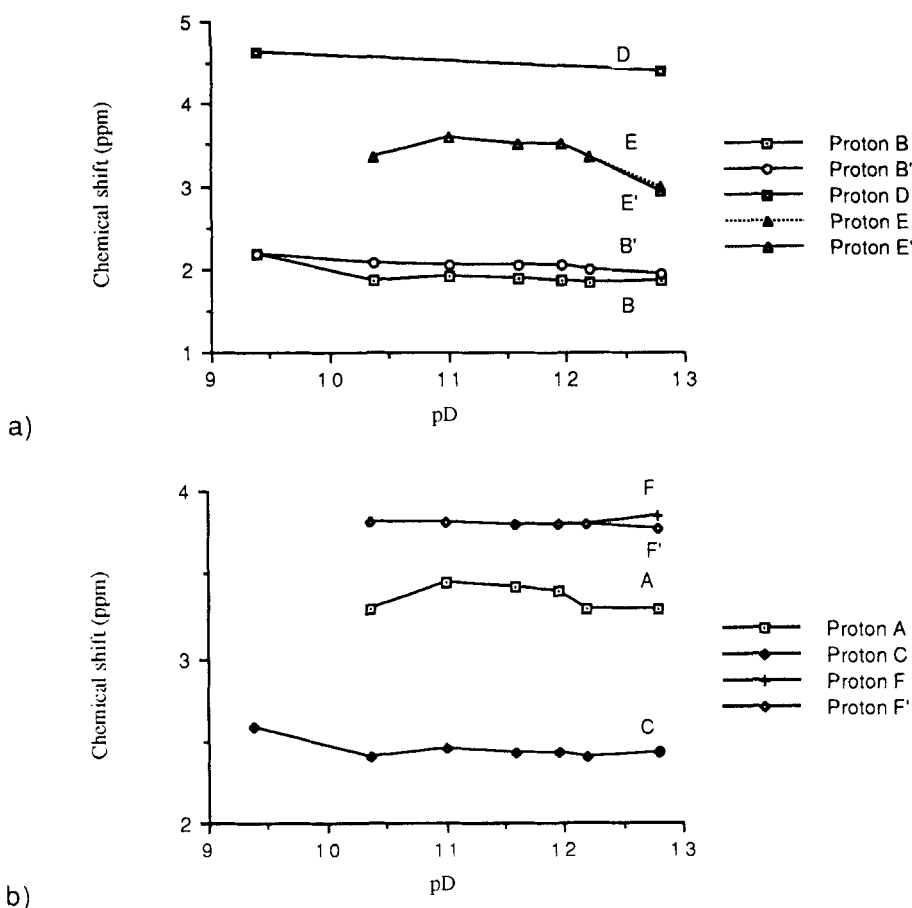 5
4
3
2
1
Chemical shift (ppm)
D
E
E'
B'
B
9 10 11 12 13
pD
Proton B
Proton B'
Proton D
Proton E
Proton E'
a)
4
3
2
Chemical shift (ppm)
F
F'
A
C
9 10 11 12 13
pD
Proton A
Proton C
Proton F
Proton F'
b)